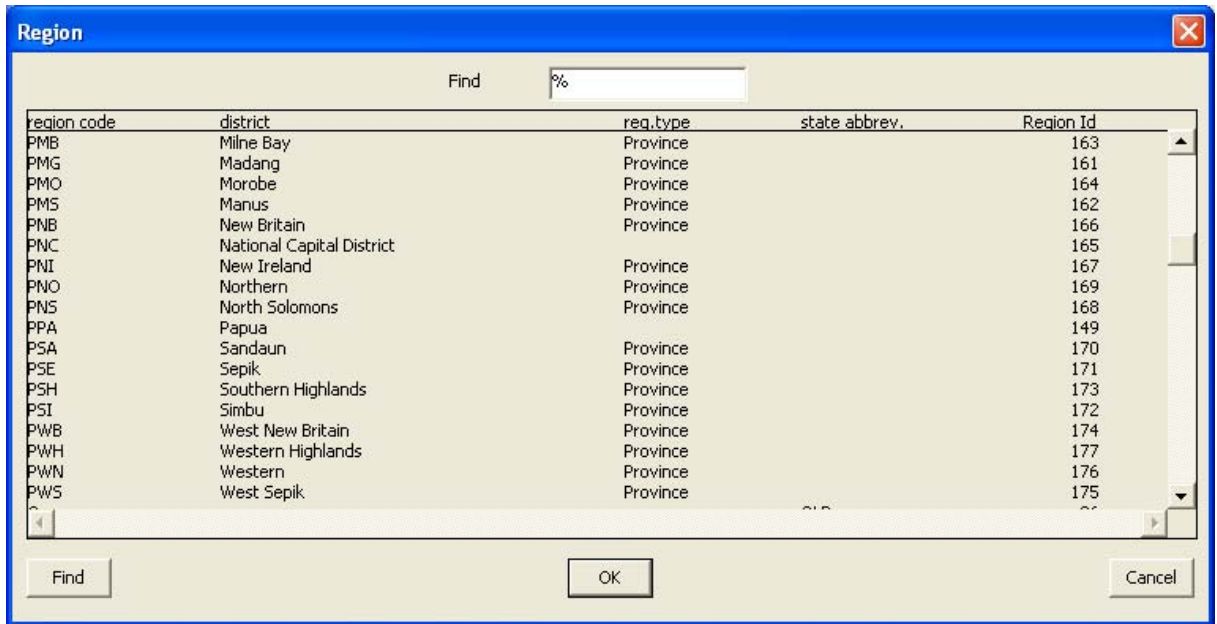 Region
Find %
region code district reg.type state abbrev. Region Id
PMB Milne Bay Province 163
PMG Madang Province 161
PMO Morobe Province 164
PMS Manus Province 162
PNB New Britain Province 166
PNC National Capital District 165
PNI New Ireland Province 167
PNO Northern Province 169
PNS North Solomons Province 168
PPA Papua 149
PSA Sandaun Province 170
PSE Sepik Province 171
PSH Southern Highlands Province 173
PSI Simbu Province 172
PWB West New Britain Province 174
PWH Western Highlands Province 177
PWN Western Province 176
PWS West Sepik Province 175
Find OK Cancel